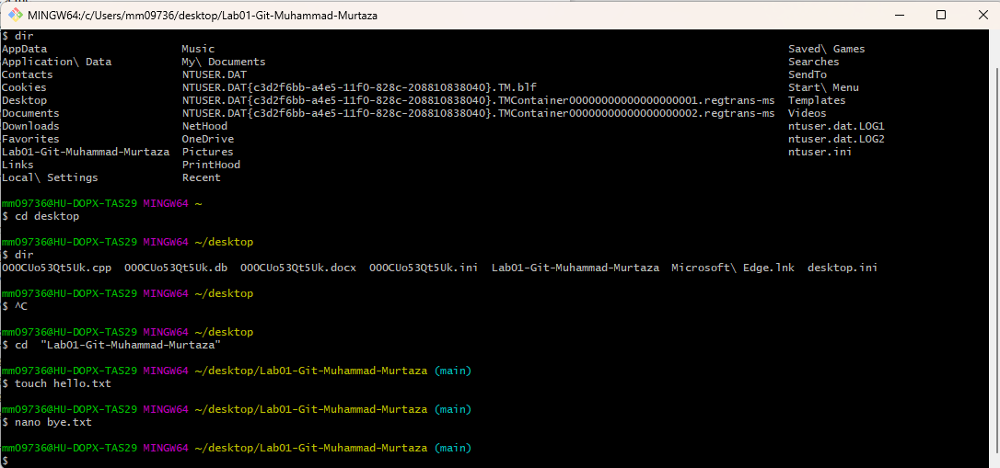 MINGW64:/c/Users/mm09736/desktop/Lab01-Git-Muhammad-Murtaza
$ dir
AppData Music Saved\ Games
Application\ Data My\ Documents Searches
Contacts NTUSER.DAT SendTo
Cookies NTUSER.DAT{c3d2f6bb-a4e5-11f0-828c-208810838040}.TM.blf Start\ Menu
Desktop NTUSER.DAT{c3d2f6bb-a4e5-11f0-828c-208810838040}.TMContainer00000000000000000001.regtrans-ms Templates
Documents NTUSER.DAT{c3d2f6bb-a4e5-11f0-828c-208810838040}.TMContainer00000000000000000002.regtrans-ms Videos
Downloads NetHood ntuser.dat.LOG1
Favorites OneDrive ntuser.dat.LOG2
Lab01-Git-Muhammad-Murtaza Pictures ntuser.ini
Links PrintHood
Local\ Settings Recent
mm09736@HU-DOPX-TAS29 MINGW64 ~
$ cd desktop
mm09736@HU-DOPX-TAS29 MINGW64 ~/desktop
$ dir
000CUo53Qt5Uk.cpp 000CUo53Qt5Uk.db 000CUo53Qt5Uk.docx 000CUo53Qt5Uk.ini Lab01-Git-Muhammad-Murtaza Microsoft\ Edge.lnk desktop.ini
mm09736@HU-DOPX-TAS29 MINGW64 ~/desktop
$ ^C
mm09736@HU-DOPX-TAS29 MINGW64 ~/desktop
$ cd  "Lab01-Git-Muhammad-Murtaza"
mm09736@HU-DOPX-TAS29 MINGW64 ~/desktop/Lab01-Git-Muhammad-Murtaza (main)
$ touch hello.txt
mm09736@HU-DOPX-TAS29 MINGW64 ~/desktop/Lab01-Git-Muhammad-Murtaza (main)
$ nano bye.txt
mm09736@HU-DOPX-TAS29 MINGW64 ~/desktop/Lab01-Git-Muhammad-Murtaza (main)
$